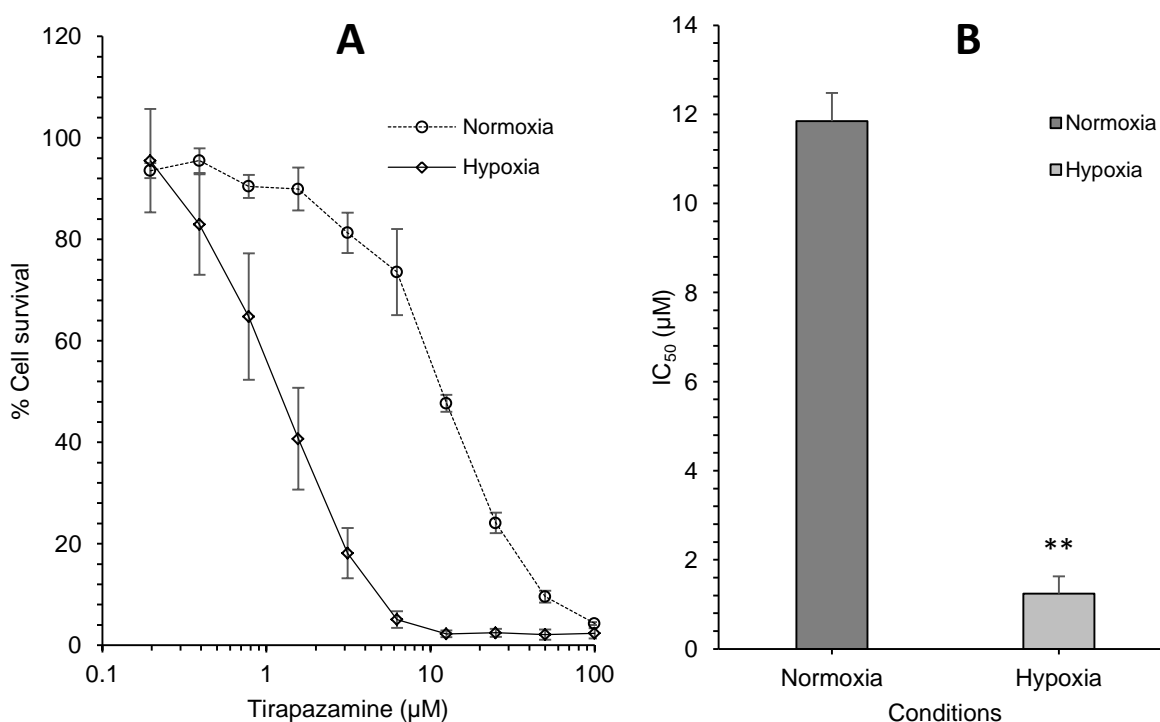 A
120
100
80
60
40
20
0
% Cell survival
0.1
1
10
100
Tirapazamine (µM)
Normoxia
Hypoxia
B
14
12
10
8
6
4
2
0
IC₅₀ (µM)
Normoxia
Hypoxia
**
Normoxia
Hypoxia
Conditions